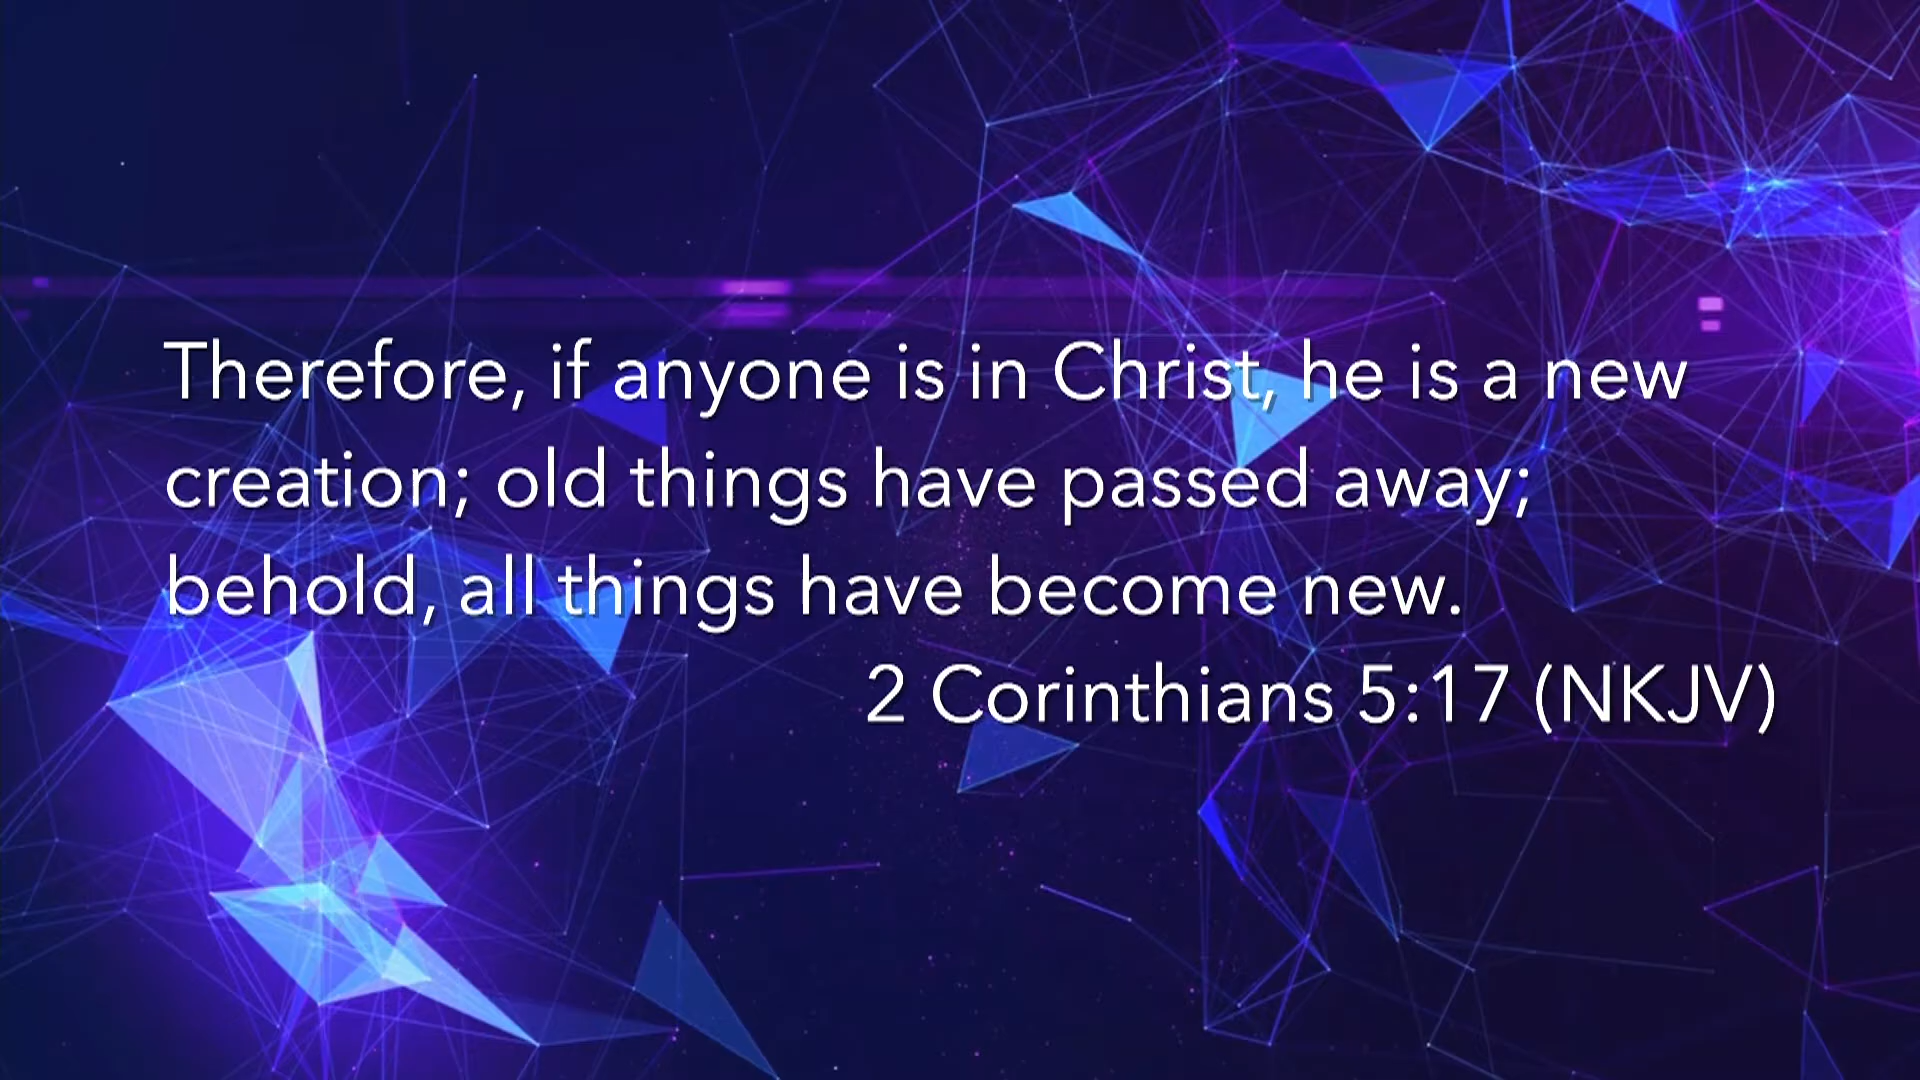 Therefore, if anyone is in Christ, he is a new
creation; old things have passed away;
behold, all things have become new.
2 Corinthians 5:17 (NKJV)